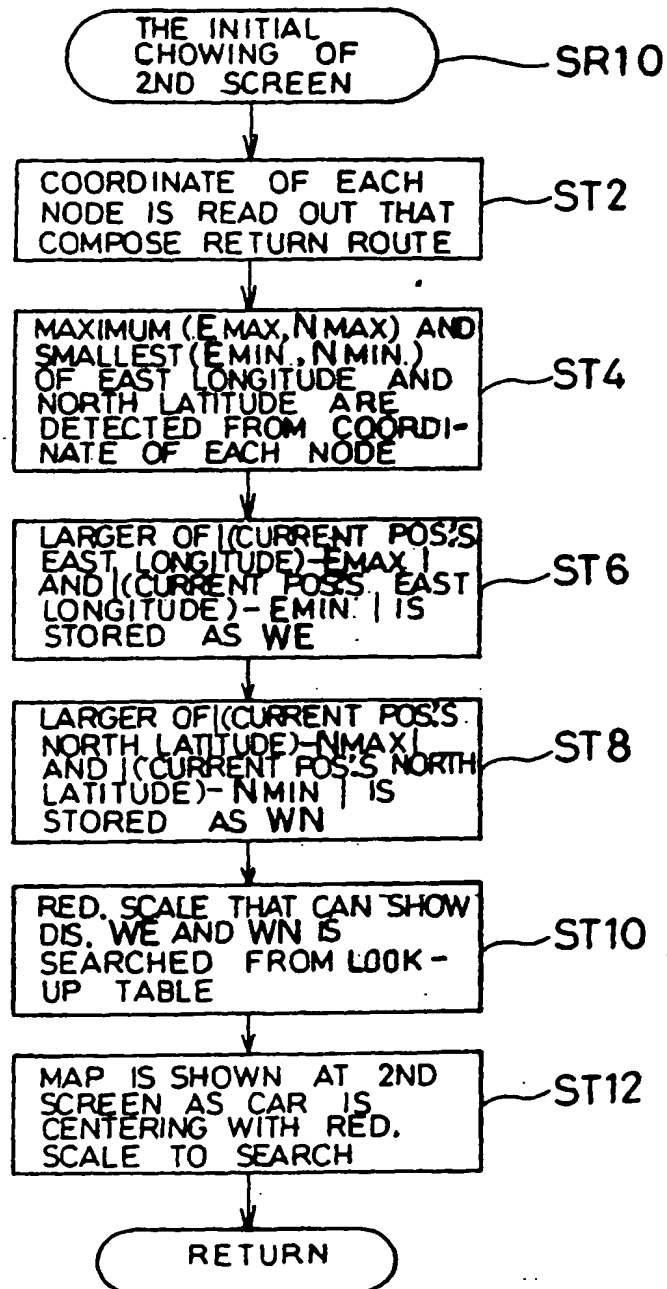 THE INITIAL
CHOWING OF
2ND SCREEN
SR10
COORDINATE OF EACH
NODE IS READ OUT THAT
COMPOSE RETURN ROUTE
ST2
MAXIMUM (E MAX, N MAX) AND
SMALLEST (E MIN., N MIN.)
OF EAST LONGITUDE AND
NORTH LATITUDE ARE
DETECTED FROM COORDI-
NATE OF EACH NODE
ST4
LARGER OF |(CURRENT POS.'S
EAST LONGITUDE)-EMAX |
AND |(CURRENT POS.'S EAST
LONGITUDE)- EMIN | IS
STORED AS WE
ST6
LARGER OF |(CURRENT POS.'S
NORTH LATITUDE)-NMAX|
AND |(CURRENT POS.'S NORTH
LATITUDE)- NMIN | IS
STORED AS WN
ST8
RED. SCALE THAT CAN SHOW
DIS. WE AND WN IS
SEARCHED FROM LOOK-
UP TABLE
ST10
MAP IS SHOWN AT 2ND
SCREEN AS CAR IS
CENTERING WITH RED.
SCALE TO SEARCH
ST12
RETURN